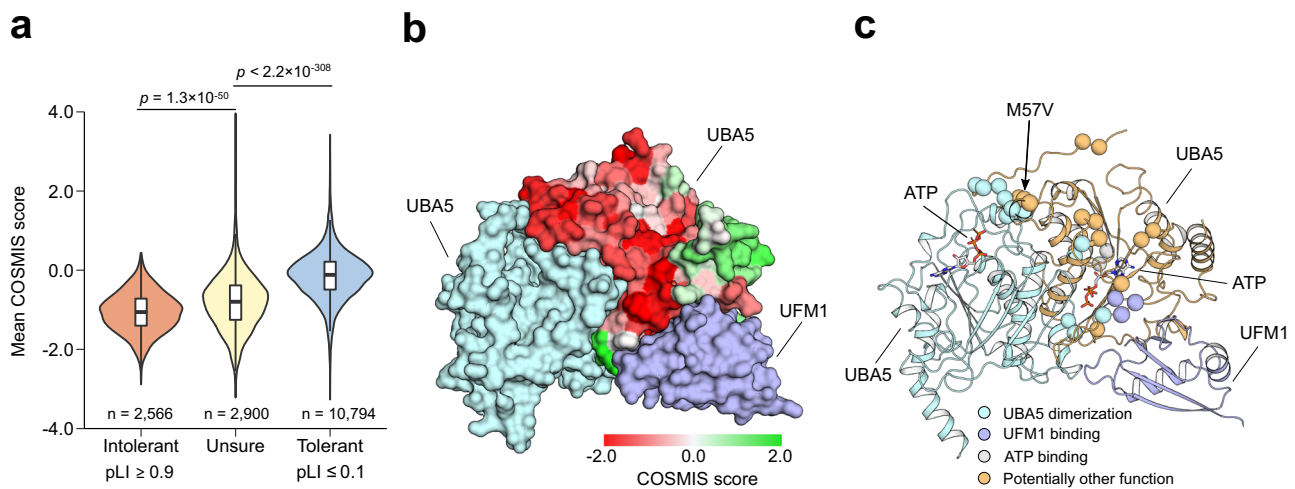 a
p < 2.2×10⁻³⁰⁸
p = 1.3×10⁻⁵⁰
Mean COSMIS score
4.0
2.0
0.0
-2.0
-4.0
n = 2,566
n = 2,900
n = 10,794
Intolerant
pLI ≥ 0.9
Unsure
Tolerant
pLI ≤ 0.1
b
UBA5
UBA5
UFM1
-2.0
0.0
2.0
COSMIS score
c
M57V
UBA5
ATP
ATP
UFM1
UBA5
UBA5 dimerization
UFM1 binding
ATP binding
Potentially other function